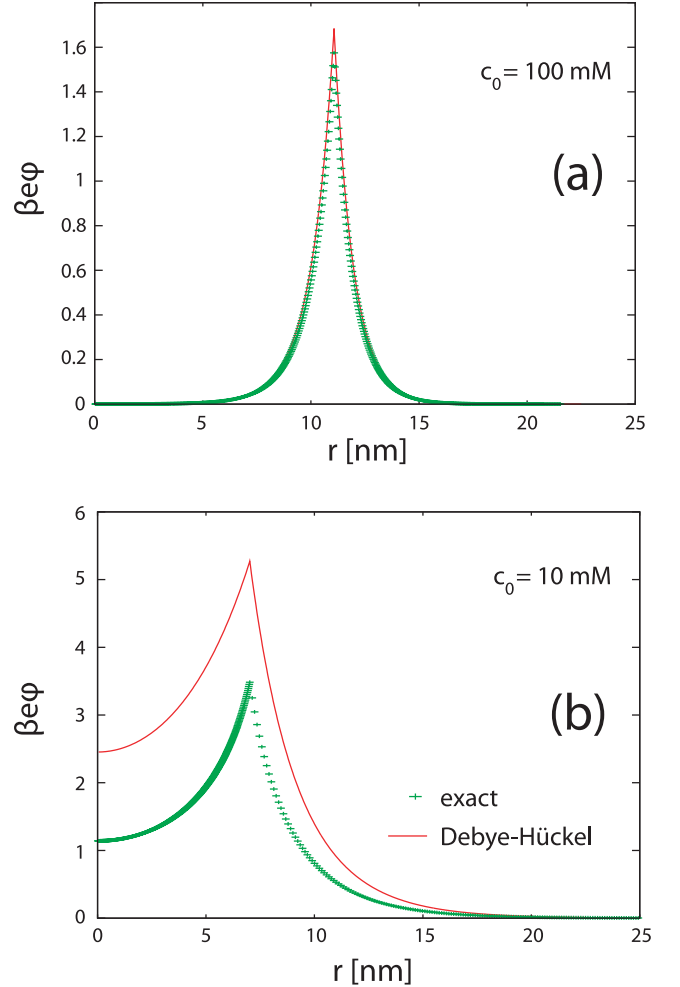 1.6
1.4
1.2
1
0.8
0.6
0.4
0.2
0
βeφ
c₀ = 100 mM
(a)
0 5 10 15 20 25
r [nm]
6
5
4
3
2
1
0
βeφ
c₀ = 10 mM
(b)
exact
Debye-Hückel
0 5 10 15 20 25
r [nm]